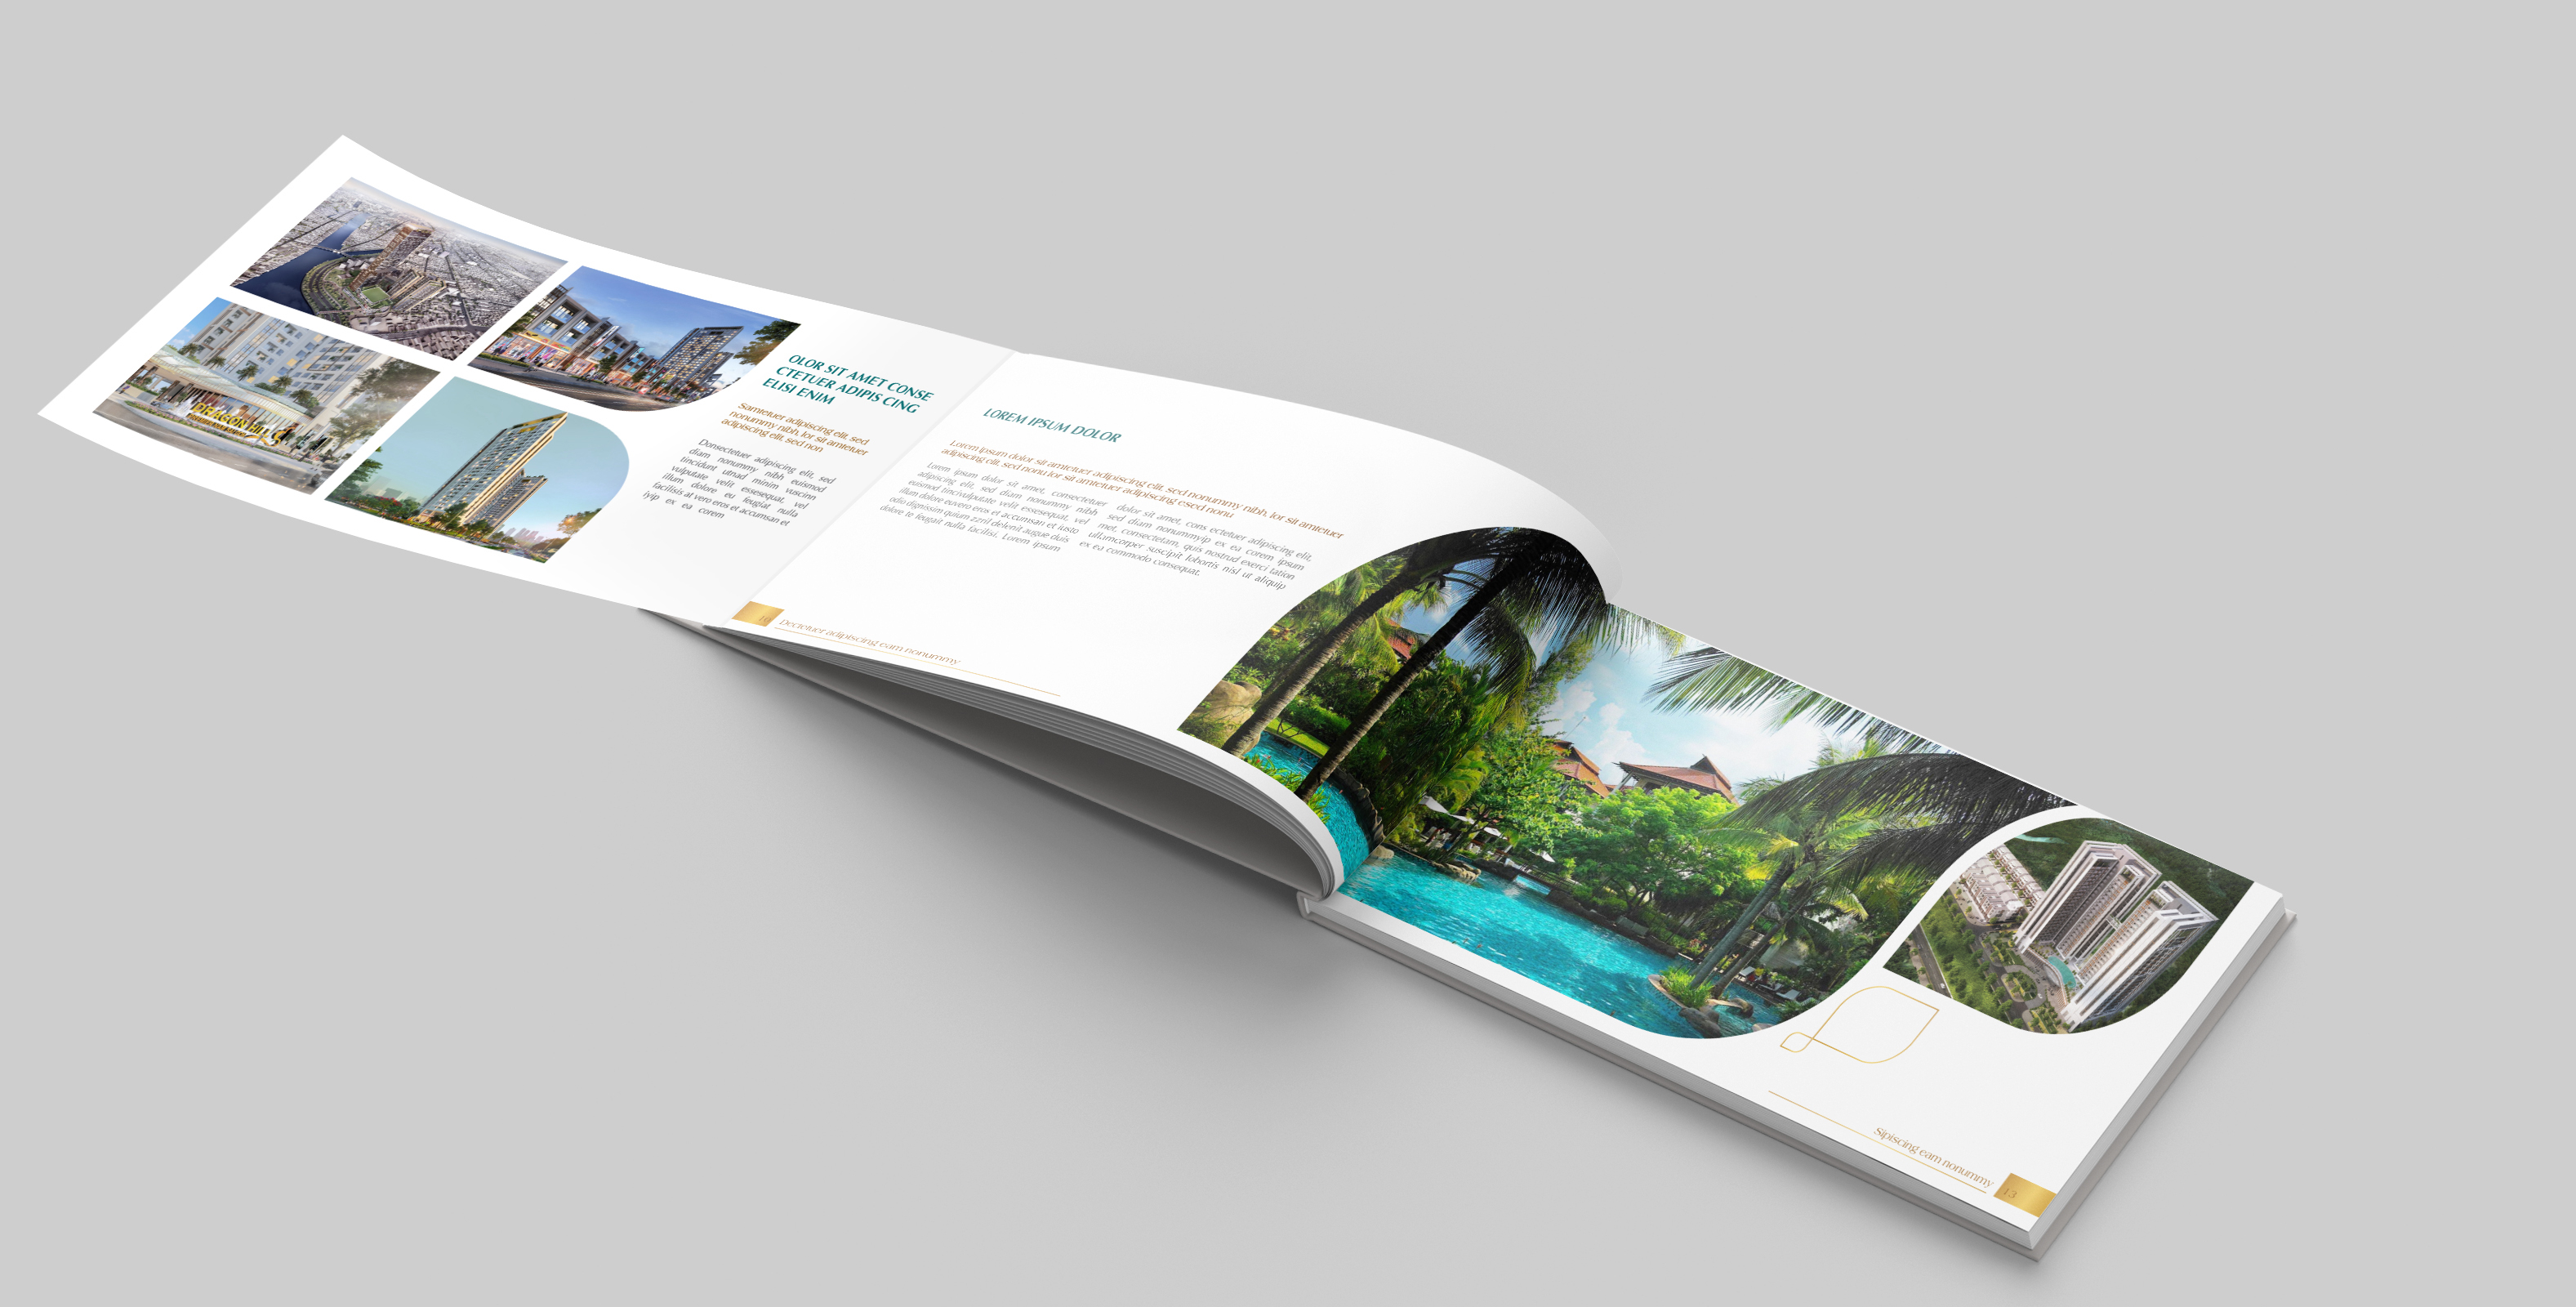 DRAGON HILL
OLOR SIT AMET CONSE
CTETUER ADIPIS CING
ELISI ENIM
Samtetuer adipiscing elit, sed
nonummy nibh, lor sit amtetuer
adipiscing elit, sed non
Donsectetuer adipiscing elit, sed
diam nonummy nibh euismod
tincidunt utnad minim vuscino
vulputate velit essesequat, vel
illum dolore eu feugiat nulla
facilisis at vero eros et accumsan et
iyip ex ea corem
LOREM IPSUM DOLOR
Lorem ipsum dolor sit amtetuer adipiscing elit, sed nonummy nibh, lor sit amtetuer
adipiscing elit, sed nonu lor sit amtetuer adipiscing esed nonu
Lorem ipsum dolor sit amet, consectetuer
adipiscing elit, sed diam nonummy nibh
euismod tincivulputate velit essesequat, vel
illum dolore euvero eros et accumsan et iusto
odio dignissim quium zzril delenit augue duis
dolore te feugait nulla facilisi. Lorem ipsum
dolor sit amet, cons ectetuer adipiscing elit,
sed diam nonummyip ex ea corem ipsum
met, consectetam, quis nostrud exerci tation
ullamcorper suscipit lobortis nisl ut aliquip
ex ea commodo consequat.
Dectetuer adipiscing eam nonummy
Sipiscing eam nonummy
13